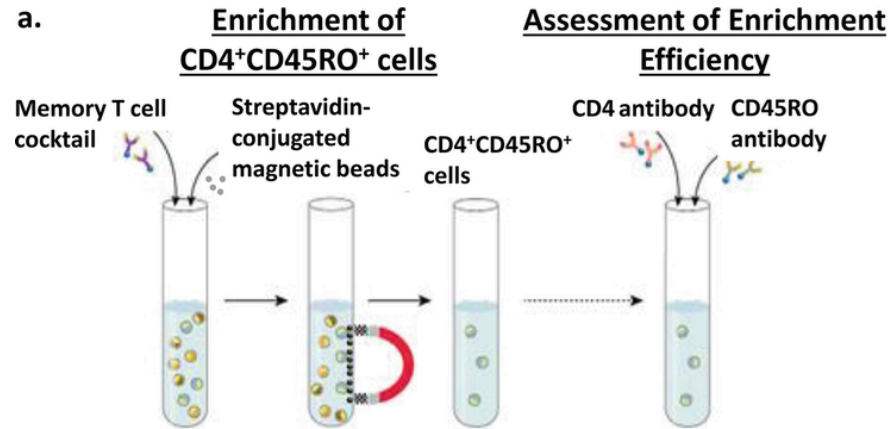 a.
Enrichment of
CD4⁺CD45RO⁺ cells
Assessment of Enrichment
Efficiency
Memory T cell
cocktail
Streptavidin-
conjugated
magnetic beads
CD4⁺CD45RO⁺
cells
CD4 antibody
CD45RO
antibody